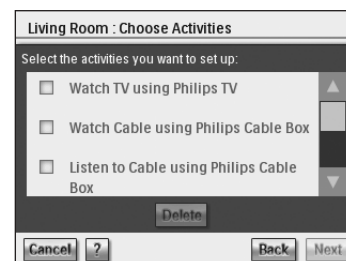 Living Room : Choose Activities
Select the activities you want to set up:
Watch TV using Philips TV
Watch Cable using Philips Cable Box
Listen to Cable using Philips Cable
Box
Delete
Cancel ? Back Next